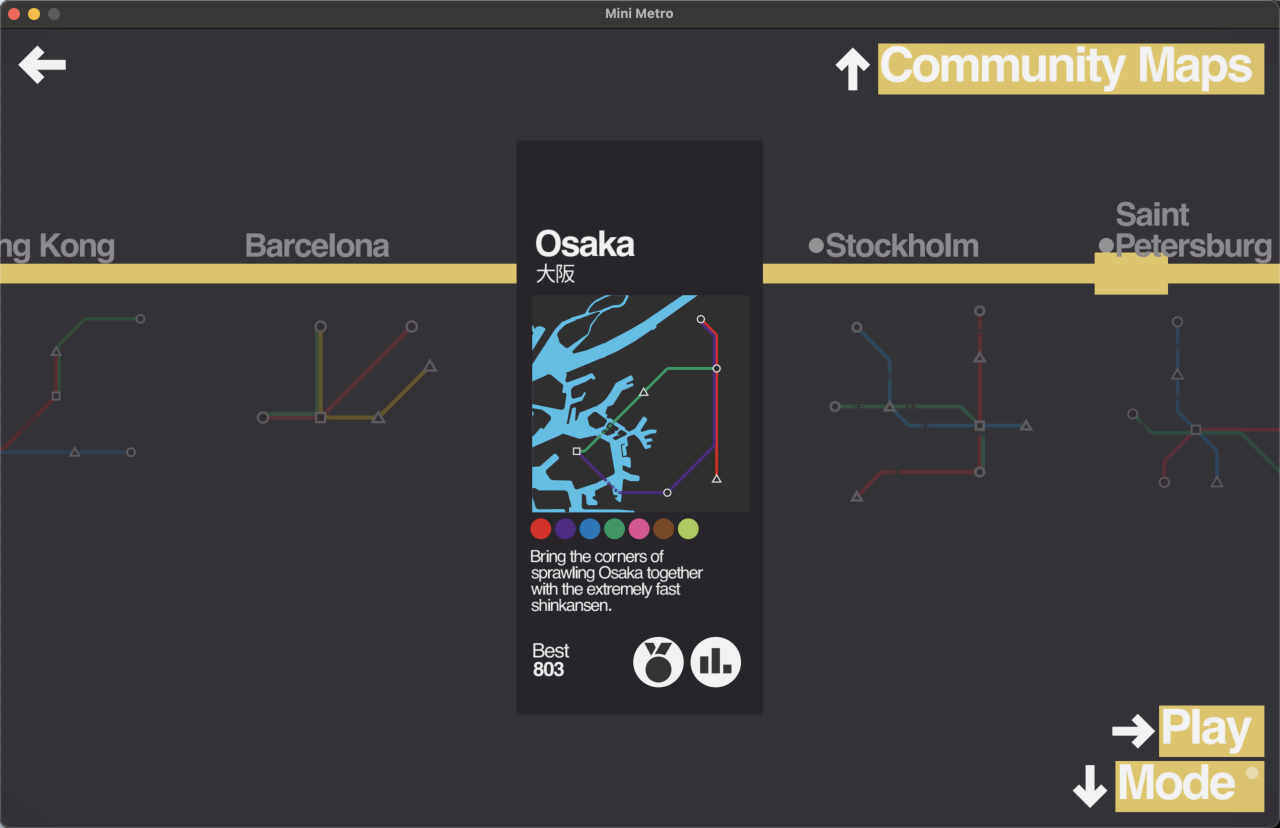 Mini Metro
Community Maps
ng Kong
Barcelona
Osaka
大阪
Stockholm
Saint
Petersburg
Bring the corners of
sprawling Osaka together
with the extremely fast
shinkansen.
Best
803
Play
Mode